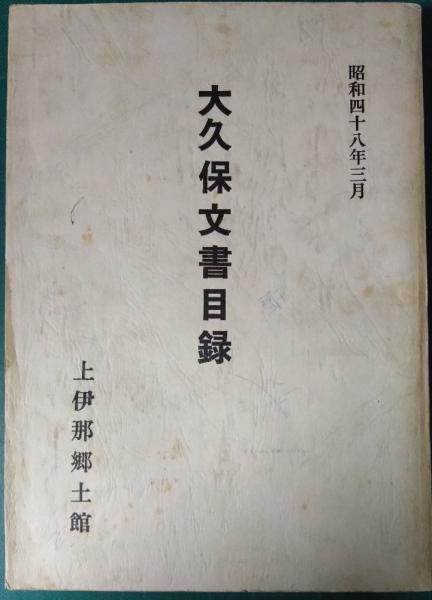 昭和四十八年三月
大久保文書目録
上伊那郷土館